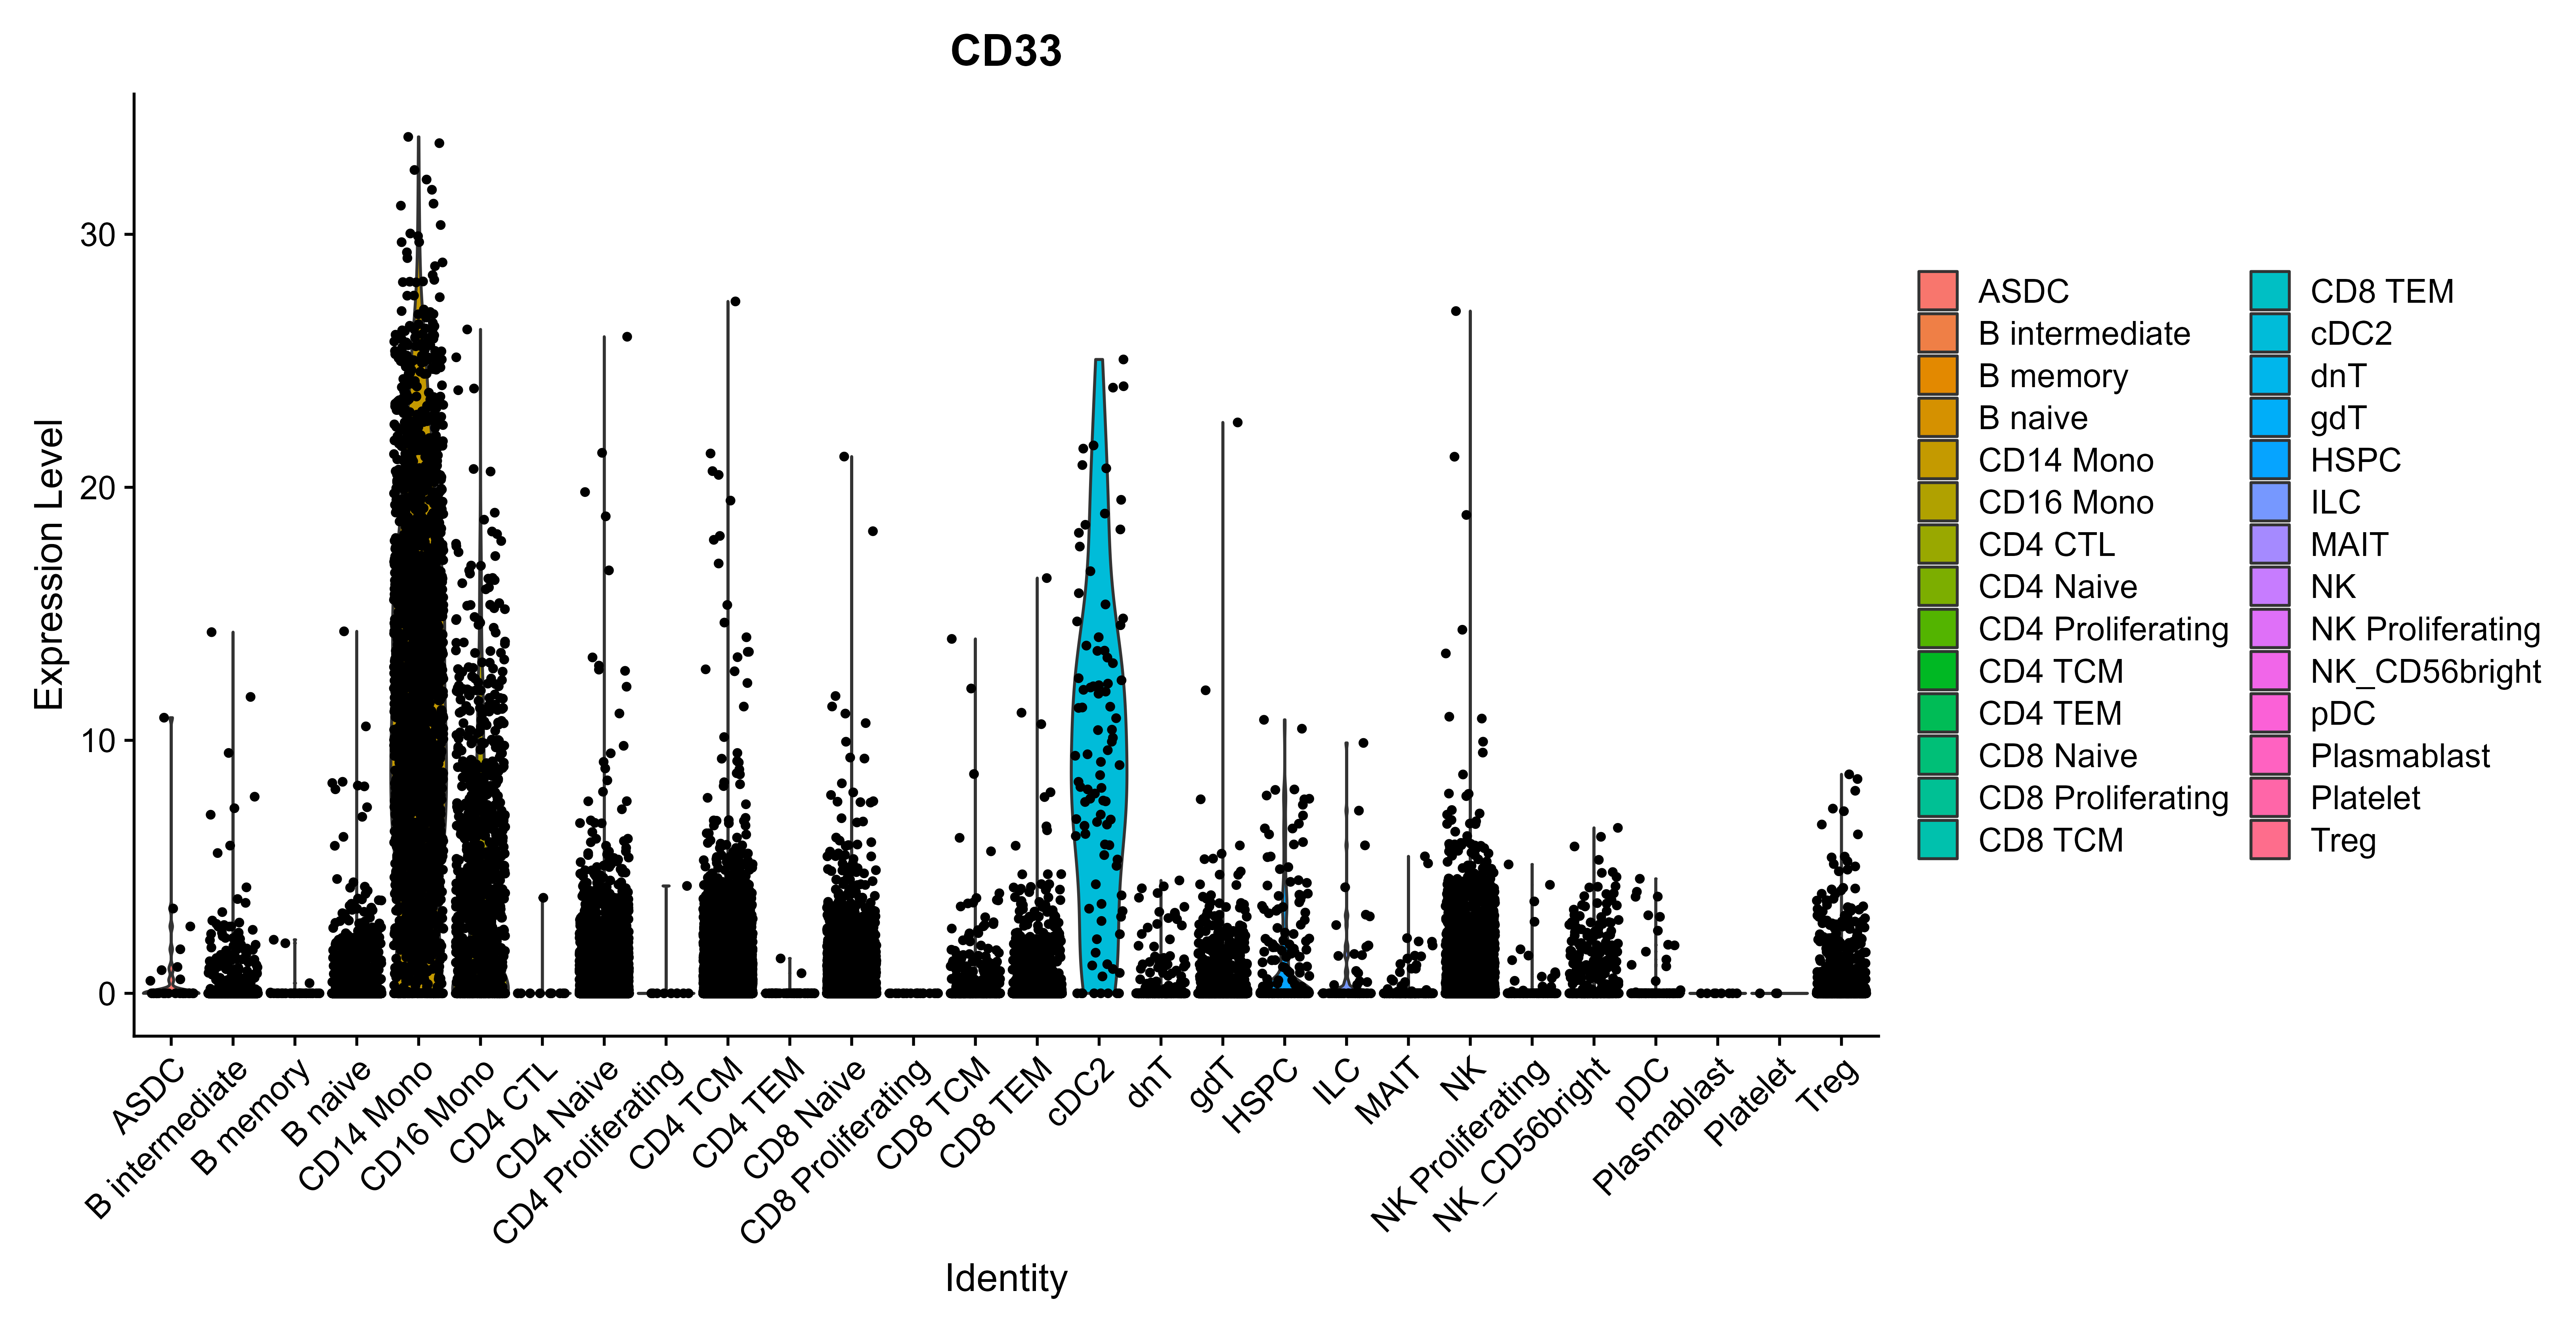 CD33
Expression Level
30
20
10
0
ASDC
B intermediate
B memory
B naive
CD14 Mono
CD16 Mono
CD4 CTL
CD4 Naive
CD4 Proliferating
CD4 TCM
CD4 TEM
CD8 Naive
CD8 Proliferating
CD8 TCM
CD8 TEM
cDC2
dnT
gdT
HSPC
ILC
MAIT
NK
NK Proliferating
NK_CD56bright
pDC
Plasmablast
Platelet
Treg
Identity
ASDC
B intermediate
B memory
B naive
CD14 Mono
CD16 Mono
CD4 CTL
CD4 Naive
CD4 Proliferating
CD4 TCM
CD4 TEM
CD8 Naive
CD8 Proliferating
CD8 TCM
CD8 TEM
cDC2
dnT
gdT
HSPC
ILC
MAIT
NK
NK Proliferating
NK_CD56bright
pDC
Plasmablast
Platelet
Treg